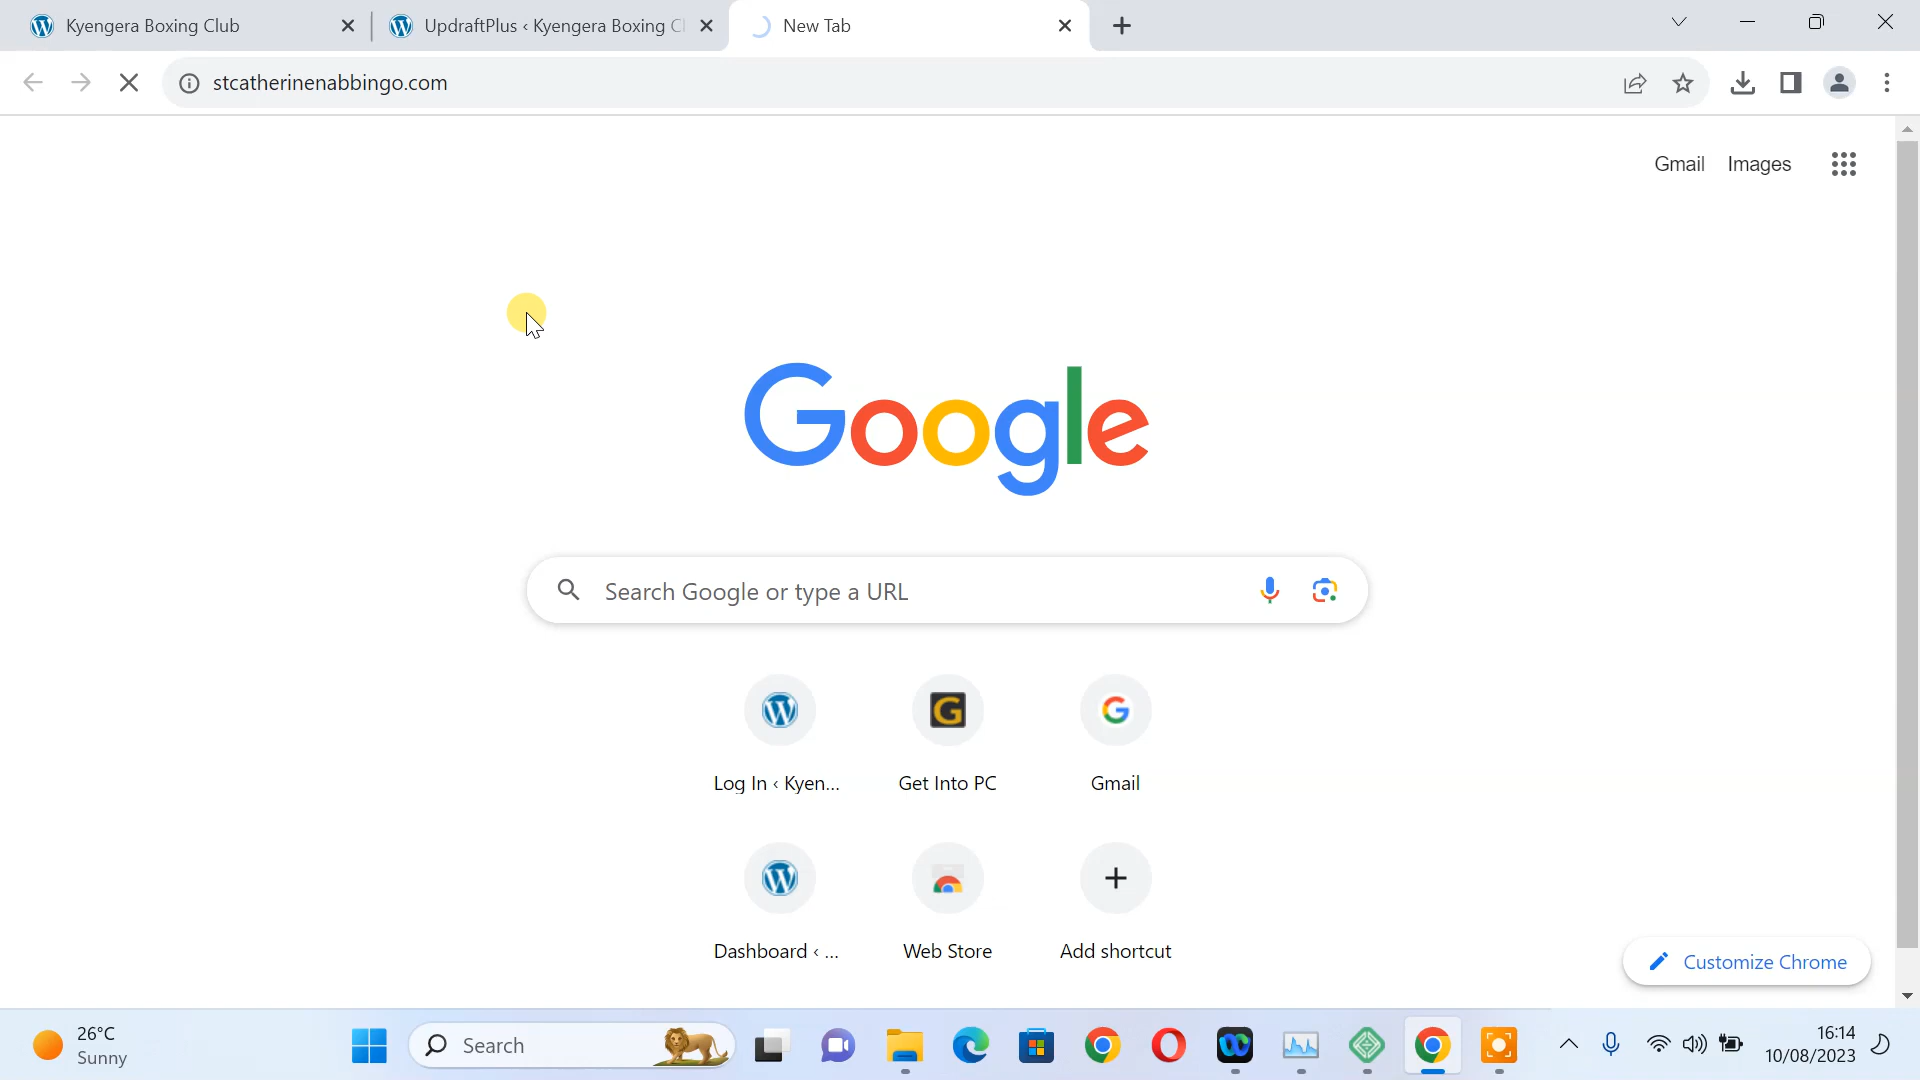 Kyengera Boxing Club
UpdraftPlus ‹ Kyengera Boxing Cl
New Tab
stcatherinenabbingo.com
Gmail Images
Google
Search Google or type a URL
Log In ‹ Kyen...
Get Into PC
Gmail
Dashboard ‹ ...
Web Store
Add shortcut
Customize Chrome
26°C
Sunny
Search
16:14
10/08/2023